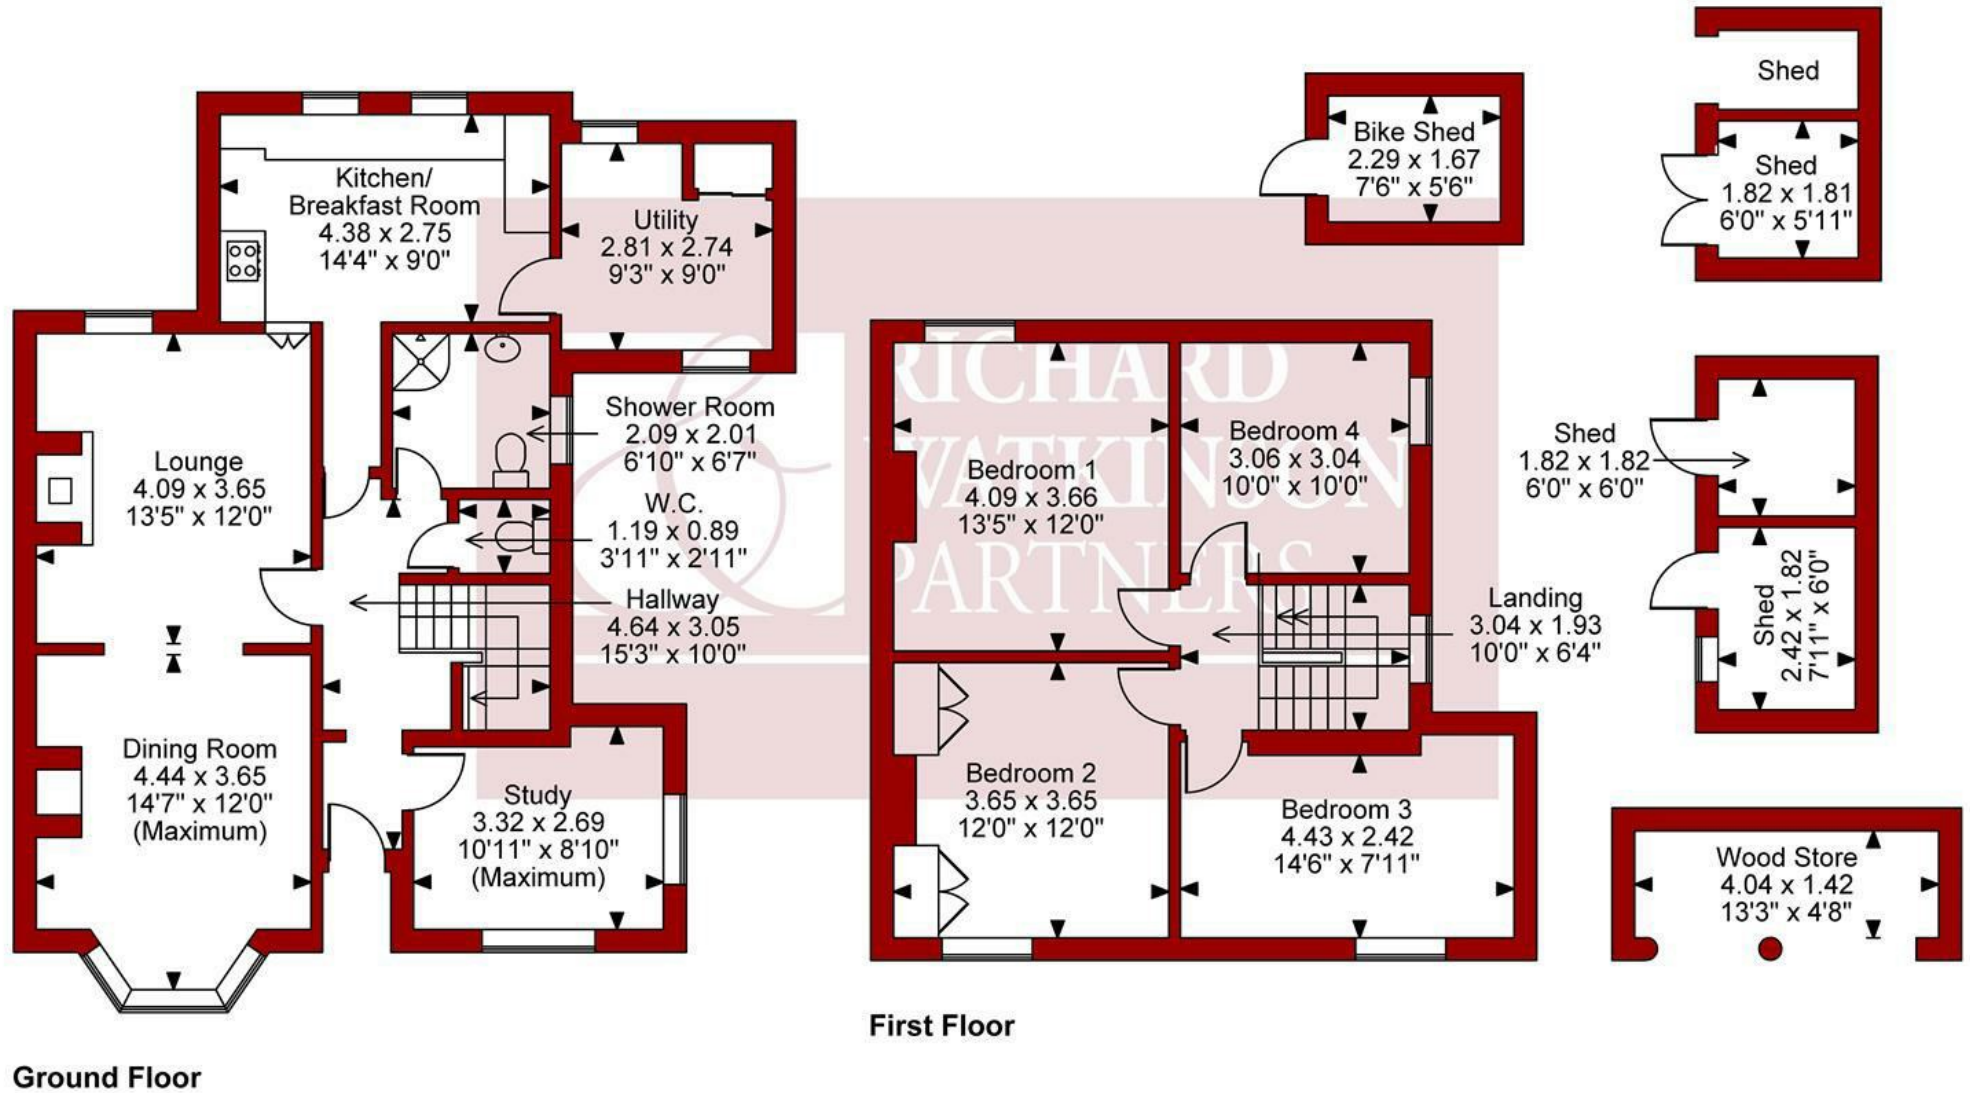 Kitchen/
Breakfast Room
4.38 x 2.75
14'4" x 9'0"
Utility
2.81 x 2.74
9'3" x 9'0"
Lounge
4.09 x 3.65
13'5" x 12'0"
Shower Room
2.09 x 2.01
6'10" x 6'7"
W.C.
1.19 x 0.89
3'11" x 2'11"
Hallway
4.64 x 3.05
15'3" x 10'0"
Dining Room
4.44 x 3.65
14'7" x 12'0"
(Maximum)
Study
3.32 x 2.69
10'11" x 8'10"
(Maximum)
Ground Floor
RICHARD
WATKINSON
PARTNERS
&
Bedroom 1
4.09 x 3.66
13'5" x 12'0"
Bedroom 4
3.06 x 3.04
10'0" x 10'0"
Landing
3.04 x 1.93
10'0" x 6'4"
Bedroom 2
3.65 x 3.65
12'0" x 12'0"
Bedroom 3
4.43 x 2.42
14'6" x 7'11"
First Floor
Bike Shed
2.29 x 1.67
7'6" x 5'6"
Shed
Shed
1.82 x 1.81
6'0" x 5'11"
Shed
1.82 x 1.82
6'0" x 6'0"
Shed
2.42 x 1.82
7'11" x 6'0"
Wood Store
4.04 x 1.42
13'3" x 4'8"